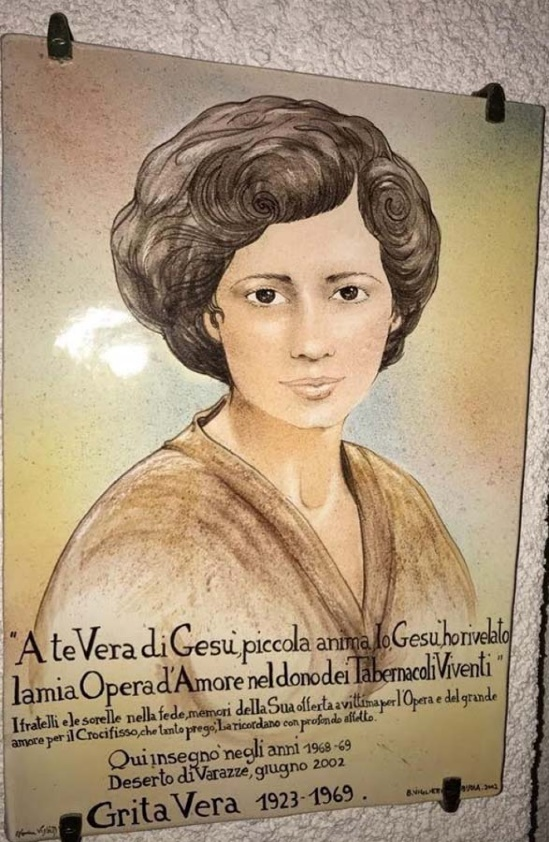 "A te Vera di Gesù, piccola anima, Io Gesù, ho rivelato
la mia Opera d'Amore nel dono dei Tabernacoli Viventi"
I fratelli e le sorelle nella fede, memori della Sua offerta a vittima per l'Opera e del grande
amore per il Crocifisso, che tanto pregò, La ricordano con profondo affetto.
Qui insegnò negli anni 1968-69
Deserto di Varazze, giugno 2002
Grita Vera 1923-1969.
2002